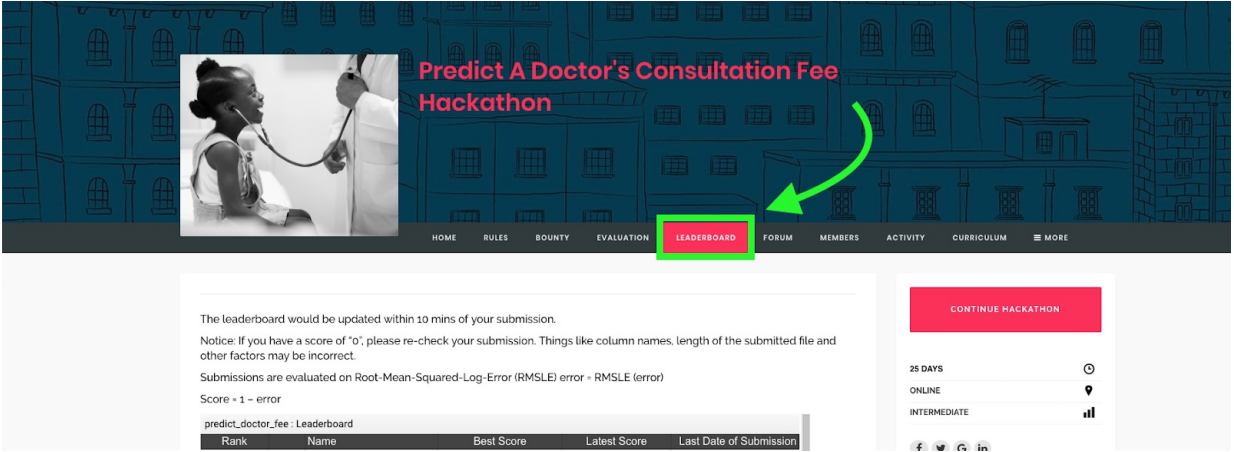 Predict A Doctor's Consultation Fee
Hackathon
HOME RULES BOUNTY EVALUATION LEADERBOARD FORUM MEMBERS ACTIVITY CURRICULUM ≡ MORE
The leaderboard would be updated within 10 mins of your submission.
Notice: If you have a score of "0", please re-check your submission. Things like column names, length of the submitted file and
other factors may be incorrect.
Submissions are evaluated on Root-Mean-Squared-Log-Error (RMSLE) error = RMSLE (error)
Score = 1 – error
predict_doctor_fee : Leaderboard
Rank Name Best Score Latest Score Last Date of Submission
CONTINUE HACKATHON
25 DAYS
ONLINE
INTERMEDIATE
f G in